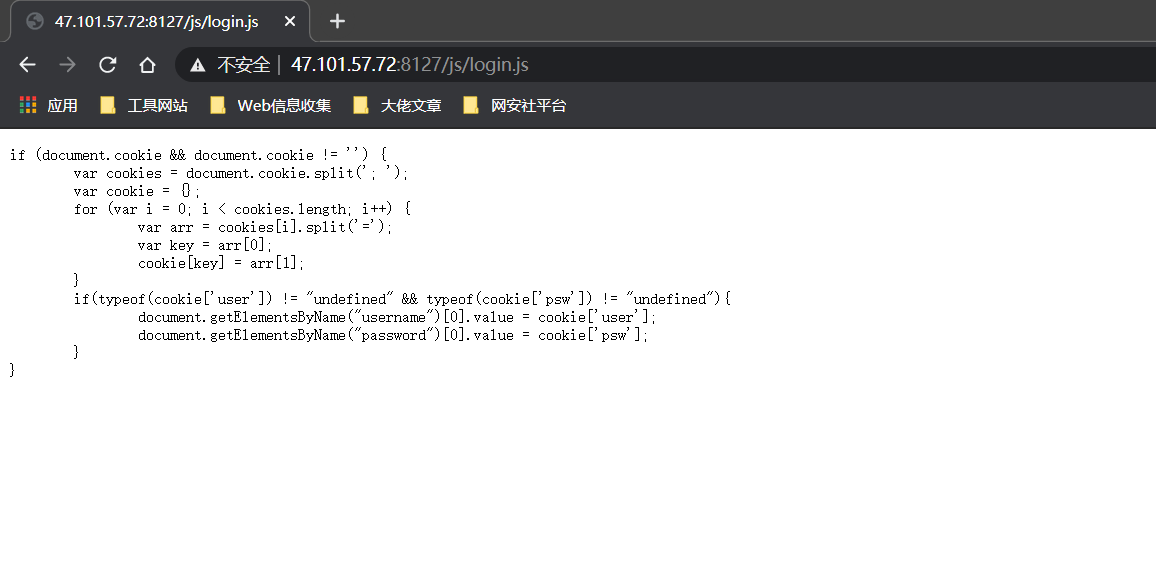 47.101.57.72:8127/js/login.js
不安全 | 47.101.57.72:8127/js/login.js
应用 工具网站 Web信息收集 大佬文章 网安社平台
if (document.cookie && document.cookie != '') {
        var cookies = document.cookie.split('; ');
        var cookie = {};
        for (var i = 0; i < cookies.length; i++) {
                var arr = cookies[i].split('=');
                var key = arr[0];
                cookie[key] = arr[1];
        }
        if(typeof(cookie['user']) != "undefined" && typeof(cookie['psw']) != "undefined"){
                document.getElementsByName("username")[0].value = cookie['user'];
                document.getElementsByName("password")[0].value = cookie['psw'];
        }
}